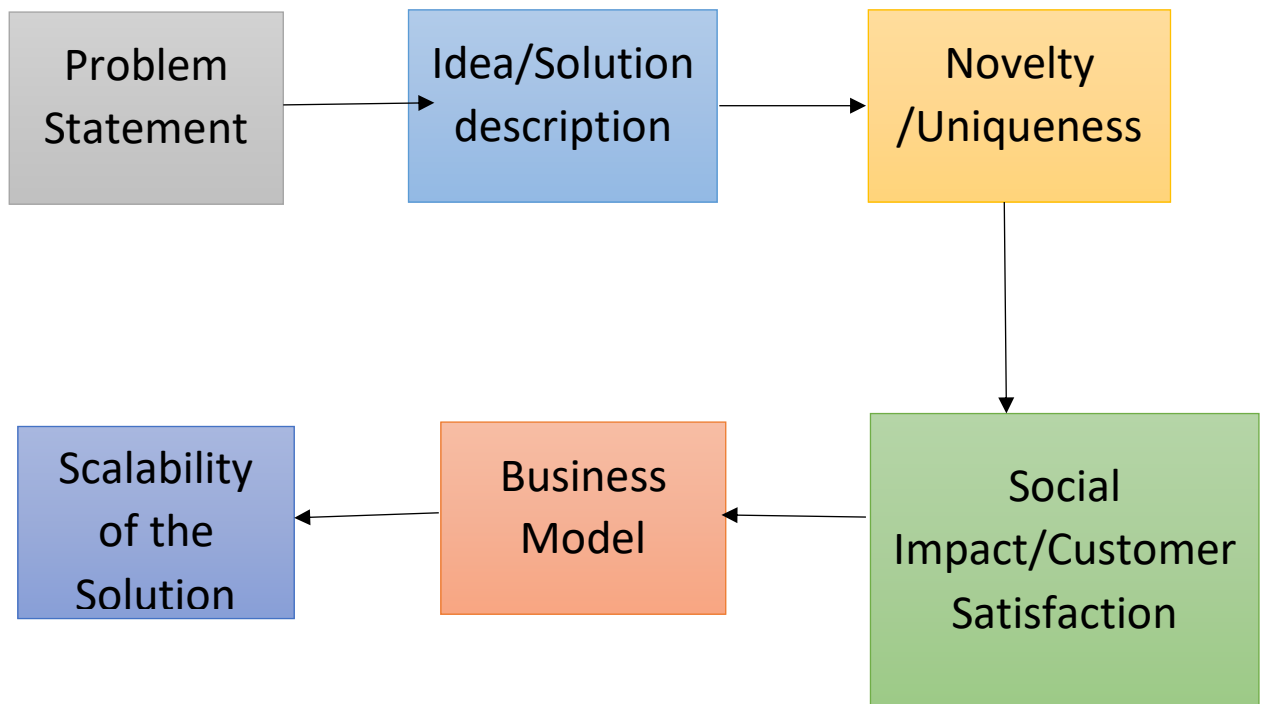 Problem
Statement
Idea/Solution
description
Novelty
/Uniqueness
Social
Impact/Customer
Satisfaction
Business
Model
Scalability
of the
Solution